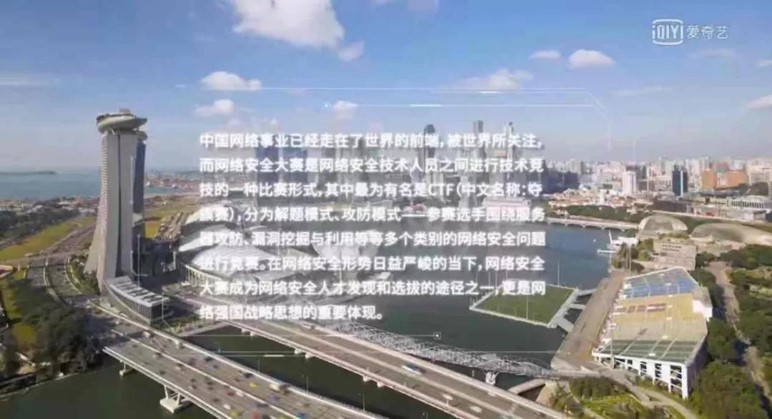 iQIYI 爱奇艺
中国网络事业已经走在了世界的前端，被世界所关注，
而网络安全大赛是网络安全技术人员之间进行技术竞
技的一种比赛形式，其中最为有名是CTF（中文名称：夺
旗赛），分为解题模式、攻防模式——参赛选手围绕服务
器攻防、漏洞挖掘与利用等等多个类别的网络安全问题
进行竞赛。在网络安全形势日益严峻的当下，网络安全
大赛成为网络安全人才发现和选拔的途径之一，更是网
络强国战略思想的重要体现。